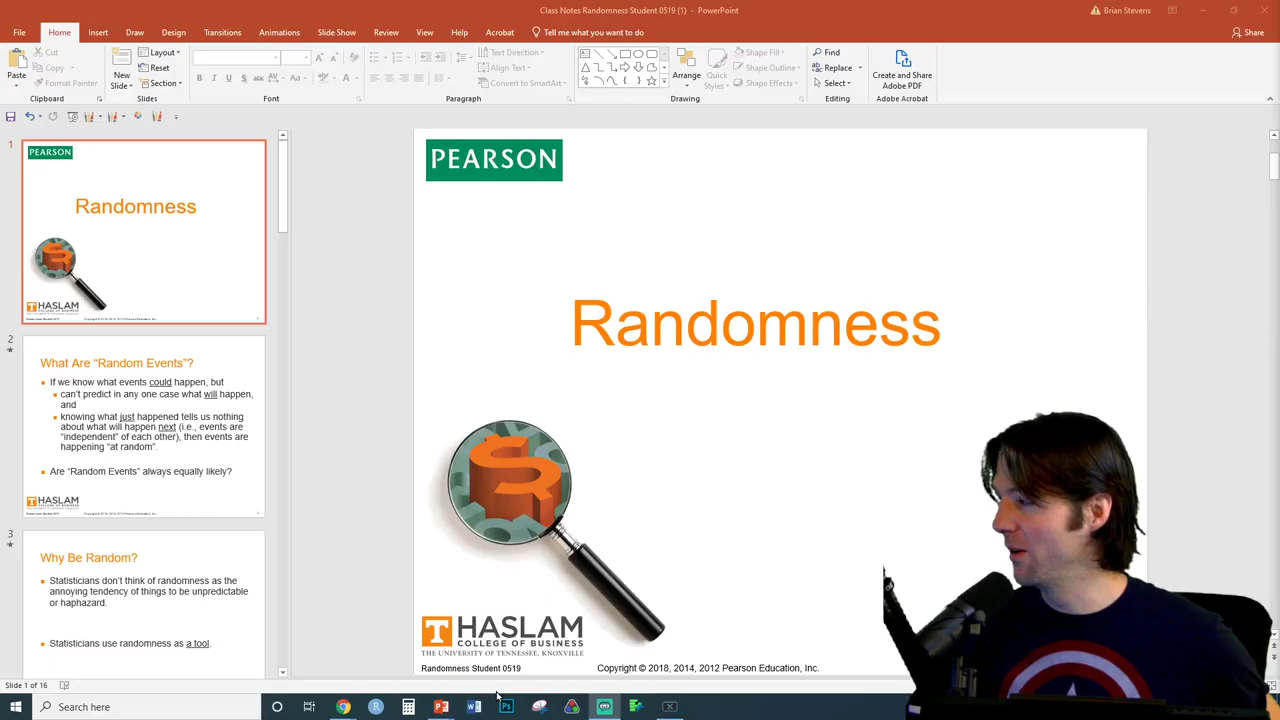 Class Notes Randomness Student 0519 (1) - PowerPoint
Brian Stevens
File Home Insert Draw Design Transitions Animations Slide Show Review View Help Acrobat Tell me what you want to do
Share
Paste
Cut
Copy
Format Painter
Clipboard
New
Slide
Layout
Reset
Section
Slides
Font
Text Direction
Align Text
Convert to SmartArt
Paragraph
Arrange
Quick
Styles
Shape Fill
Shape Outline
Shape Effects
Drawing
Find
Replace
Select
Editing
Create and Share
Adobe PDF
Adobe Acrobat
1
PEARSON
Randomness
HASLAM
2
What Are “Random Events”?
If we know what events could happen, but
can’t predict in any one case what will happen,
and
knowing what just happened tells us nothing
about what will happen next (i.e., events are
“independent” of each other), then events are
happening “at random”.
Are “Random Events” always equally likely?
HASLAM
3
Why Be Random?
Statisticians don’t think of randomness as the
annoying tendency of things to be unpredictable
or haphazard.
Statisticians use randomness as a tool.
PEARSON
Randomness
HASLAM
COLLEGE OF BUSINESS
THE UNIVERSITY OF TENNESSEE, KNOXVILLE
Randomness Student 0519
Copyright © 2018, 2014, 2012 Pearson Education, Inc.
Slide 1 of 16
Search here